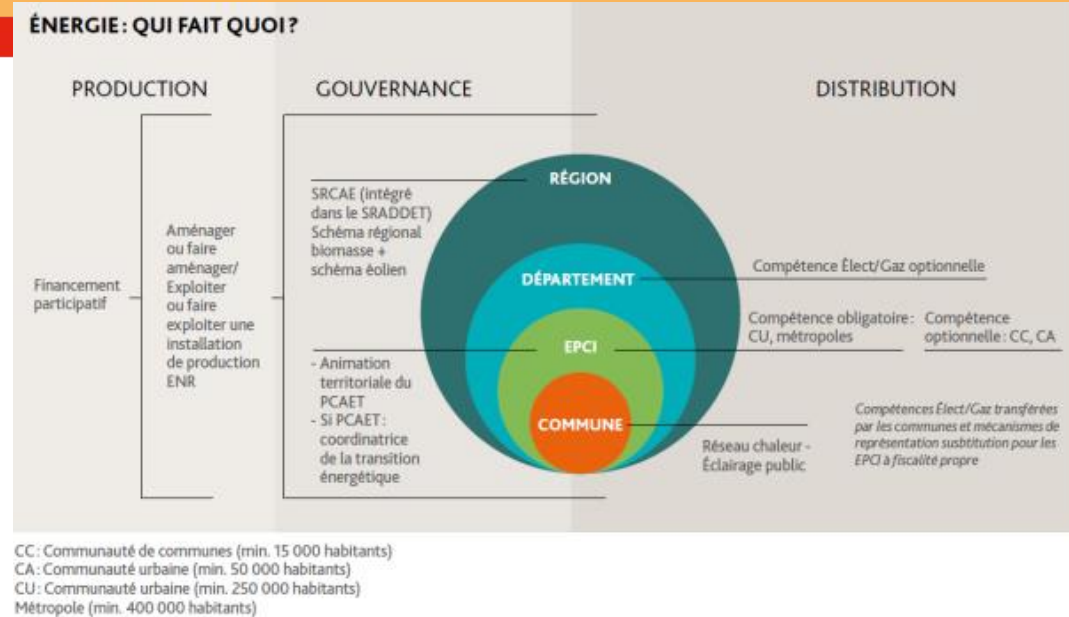 ÉNERGIE: QUI FAIT QUOI?
PRODUCTION
GOUVERNANCE
DISTRIBUTION
Financement
participatif
Aménager
ou faire
aménager/
Exploiter
ou faire
exploiter une
installation
de production
ENR
SRCAE (intégré
dans le SRADDET)
Schéma régional
biomasse +
schéma éolien
- Animation
territoriale du
PCAET
- Si PCAET:
coordinatrice
de la transition
énergétique
RÉGION
DÉPARTEMENT
EPCI
COMMUNE
Compétence Élect/Gaz optionnelle
Compétence obligatoire:
CU, métropoles
Compétence
optionnelle: CC, CA
Réseau chaleur -
Éclairage public
Compétences Élect/Gaz transférées
par les communes et mécanismes de
représentation susbtitution pour les
EPCI à fiscalité propre
CC: Communauté de communes (min. 15 000 habitants)
CA: Communauté urbaine (min. 50 000 habitants)
CU: Communauté urbaine (min. 250 000 habitants)
Métropole (min. 400 000 habitants)